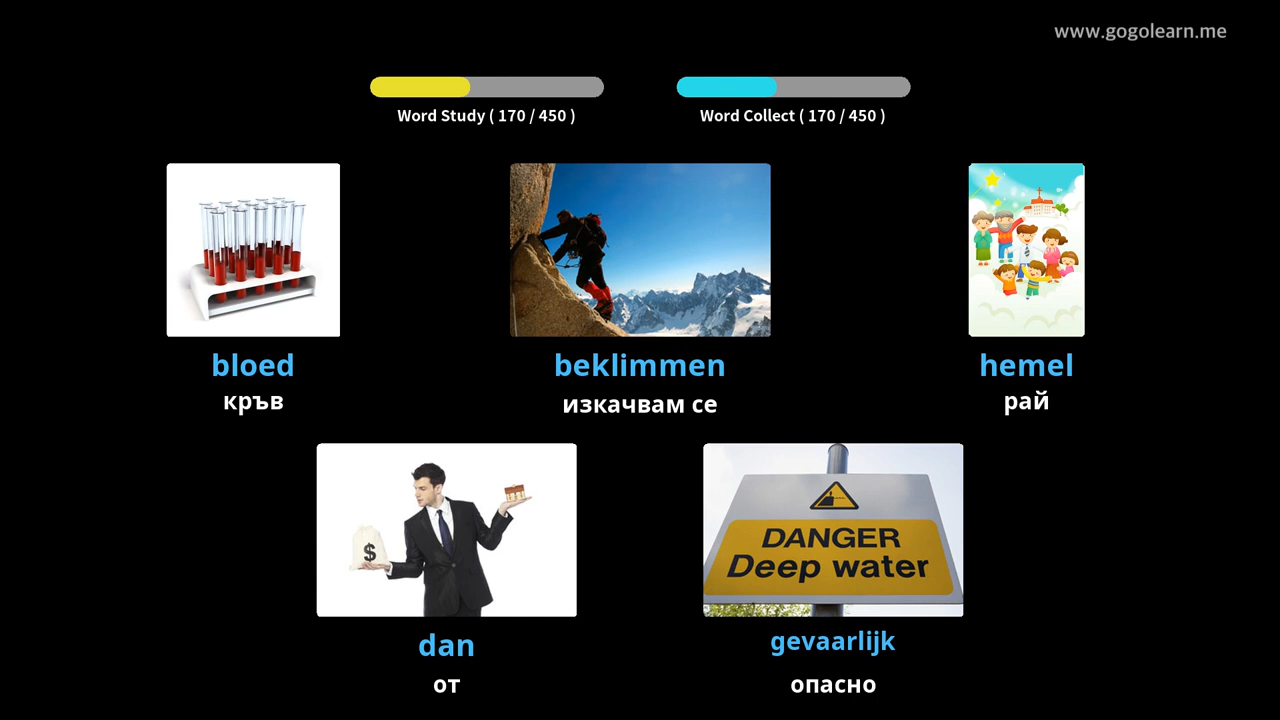 www.gogolearn.me
Word Study ( 170 / 450 )
Word Collect ( 170 / 450 )
bloed
кръв
beklimmen
изкачвам се
hemel
рай
$
dan
от
DANGER
Deep water
gevaarlijk
опасно